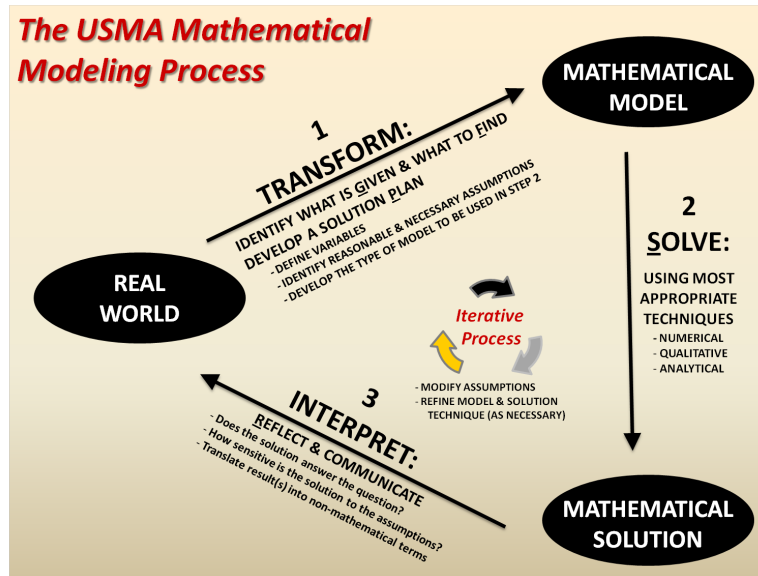 The USMA Mathematical
Modeling Process
MATHEMATICAL
MODEL
1
TRANSFORM:
IDENTIFY WHAT IS GIVEN & WHAT TO FIND
DEVELOP A SOLUTION PLAN
- DEFINE VARIABLES
- IDENTIFY REASONABLE & NECESSARY ASSUMPTIONS
- DEVELOP THE TYPE OF MODEL TO BE USED IN STEP 2
2
SOLVE:
USING MOST
APPROPRIATE
TECHNIQUES
- NUMERICAL
- QUALITATIVE
- ANALYTICAL
REAL
WORLD
Iterative
Process
- MODIFY ASSUMPTIONS
- REFINE MODEL & SOLUTION
TECHNIQUE (AS NECESSARY)
3
INTERPRET:
REFLECT & COMMUNICATE
- Does the solution answer the question?
- How sensitive is the solution to the assumptions?
- Translate result(s) into non-mathematical terms
MATHEMATICAL
SOLUTION